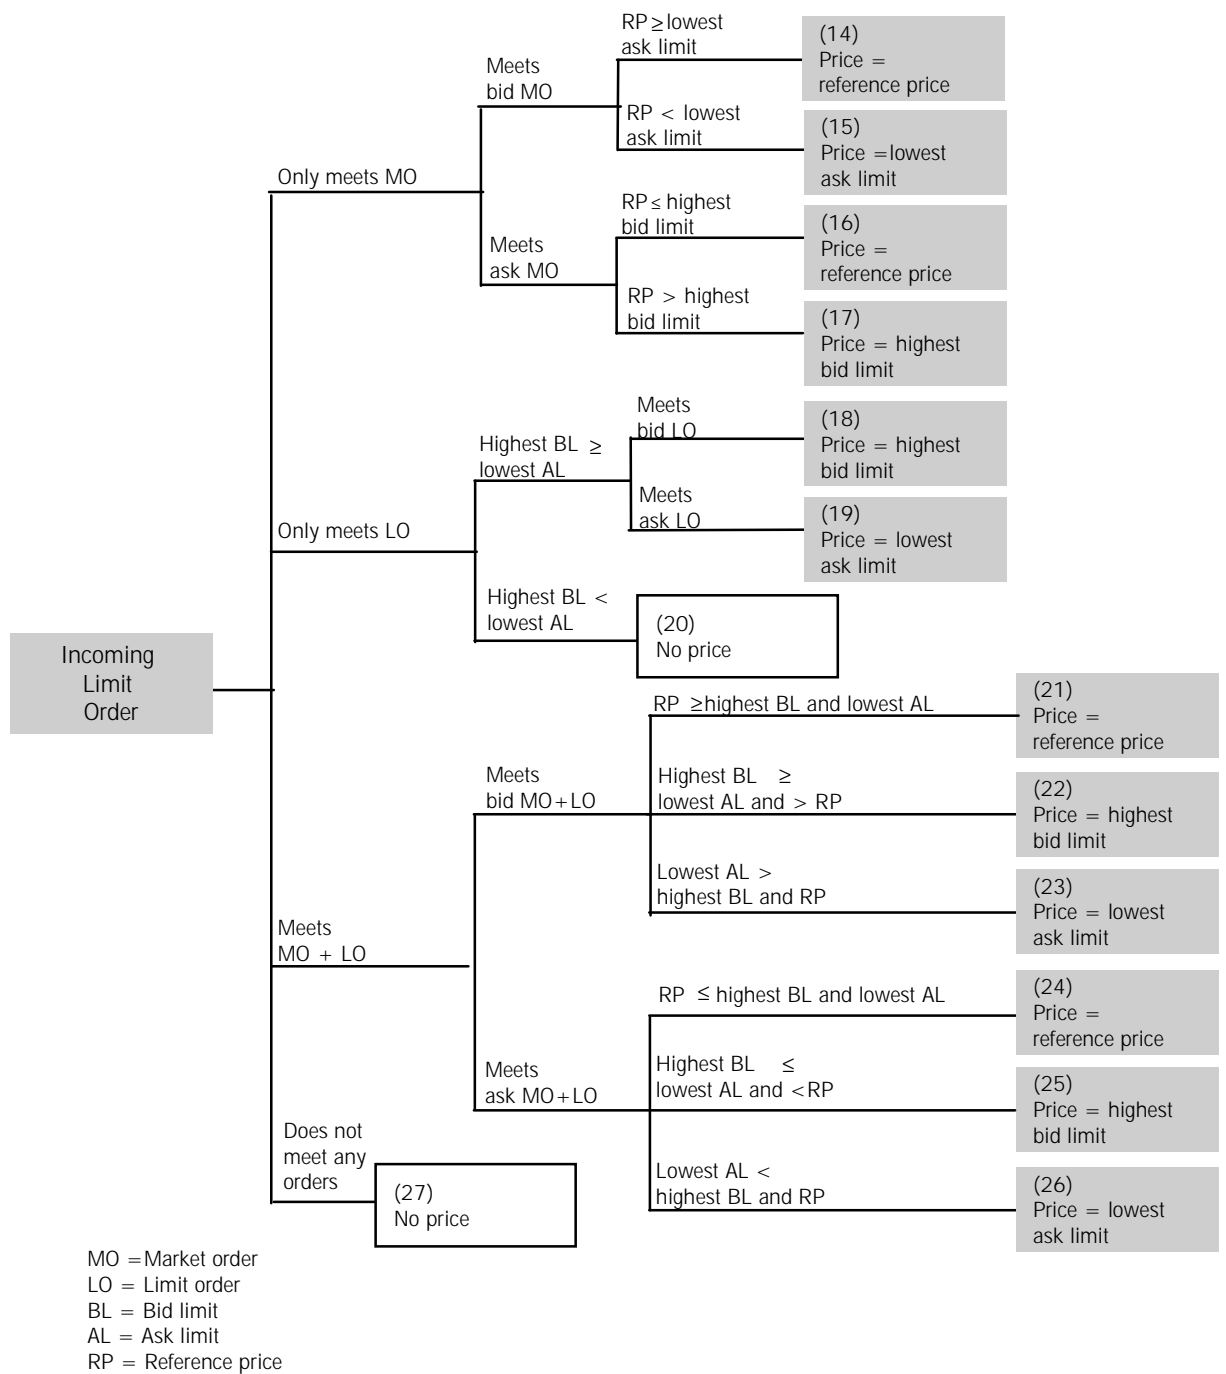 RP ≥ lowest
ask limit
(14)
Price =
reference price
Meets
bid MO
RP < lowest
ask limit
(15)
Price =lowest
ask limit
Only meets MO
RP ≤ highest
bid limit
(16)
Price =
reference price
Meets
ask MO
RP > highest
bid limit
(17)
Price = highest
bid limit
Meets
bid LO
(18)
Price = highest
bid limit
Highest BL ≥
lowest AL
Meets
ask LO
(19)
Price = lowest
ask limit
Only meets LO
Highest BL <
lowest AL
(20)
No price
Incoming
Limit
Order
RP ≥highest BL and lowest AL
(21)
Price =
reference price
Meets
bid MO+LO
Highest BL ≥
lowest AL and > RP
(22)
Price = highest
bid limit
Lowest AL >
highest BL and RP
(23)
Price = lowest
ask limit
Meets
MO + LO
RP ≤ highest BL and lowest AL
(24)
Price =
reference price
Meets
ask MO+LO
Highest BL ≤
lowest AL and <RP
(25)
Price = highest
bid limit
Lowest AL <
highest BL and RP
(26)
Price = lowest
ask limit
Does not
meet any
orders
(27)
No price
MO =Market order
LO = Limit order
BL = Bid limit
AL = Ask limit
RP = Reference price